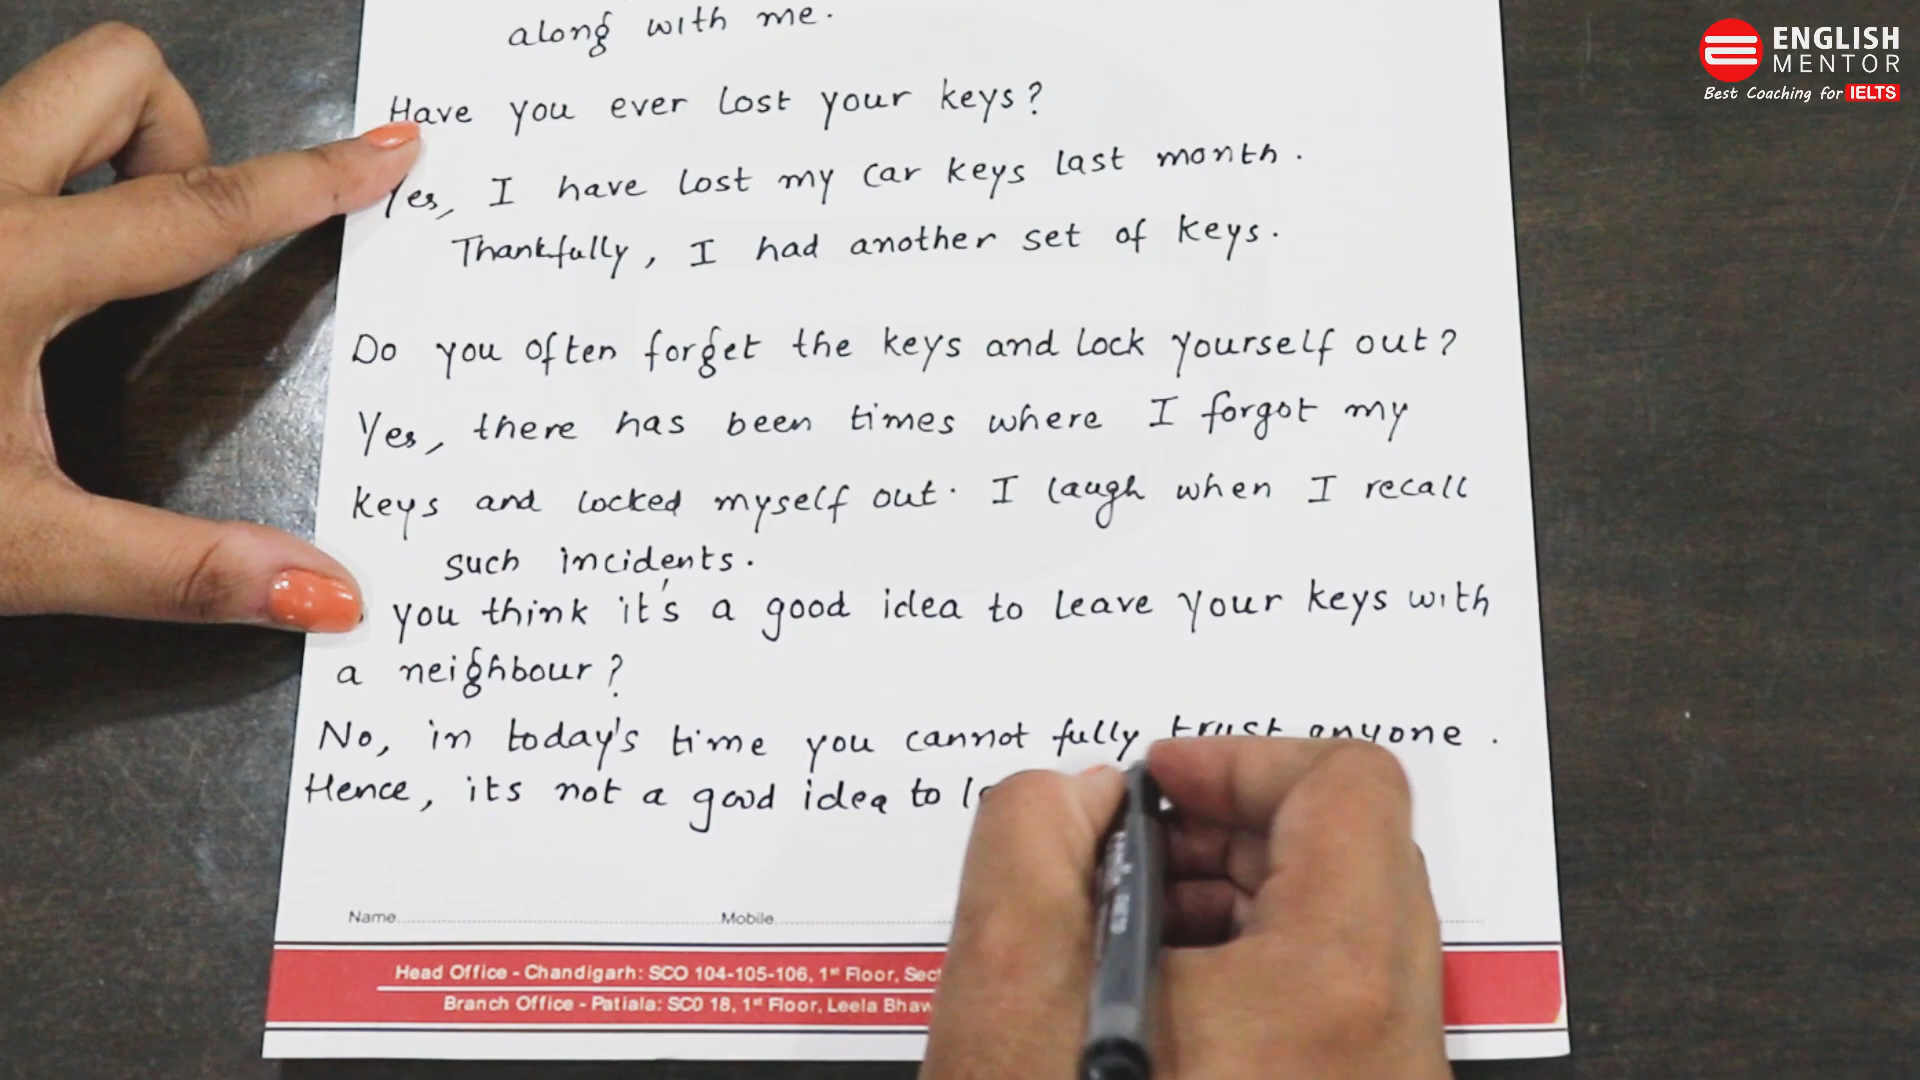 along with me.
Have you ever lost your keys?
Yes, I have lost my car keys last month.
Thankfully, I had another set of keys.
Do you often forget the keys and lock yourself out?
Yes, there has been times where I forgot my
keys and locked myself out. I laugh when I recall
such incidents.
you think it's a good idea to leave your keys with
a neighbour?
No, in today's time you cannot fully trust anyone.
Hence, its not a good idea to
Name
Mobile
Head Office - Chandigarh: SCO 104-105-106, 1st Floor,
Branch Office - Patiala: SCO 18, 1st Floor, Leela
ENGLISH
MENTOR
Best Coaching for IELTS